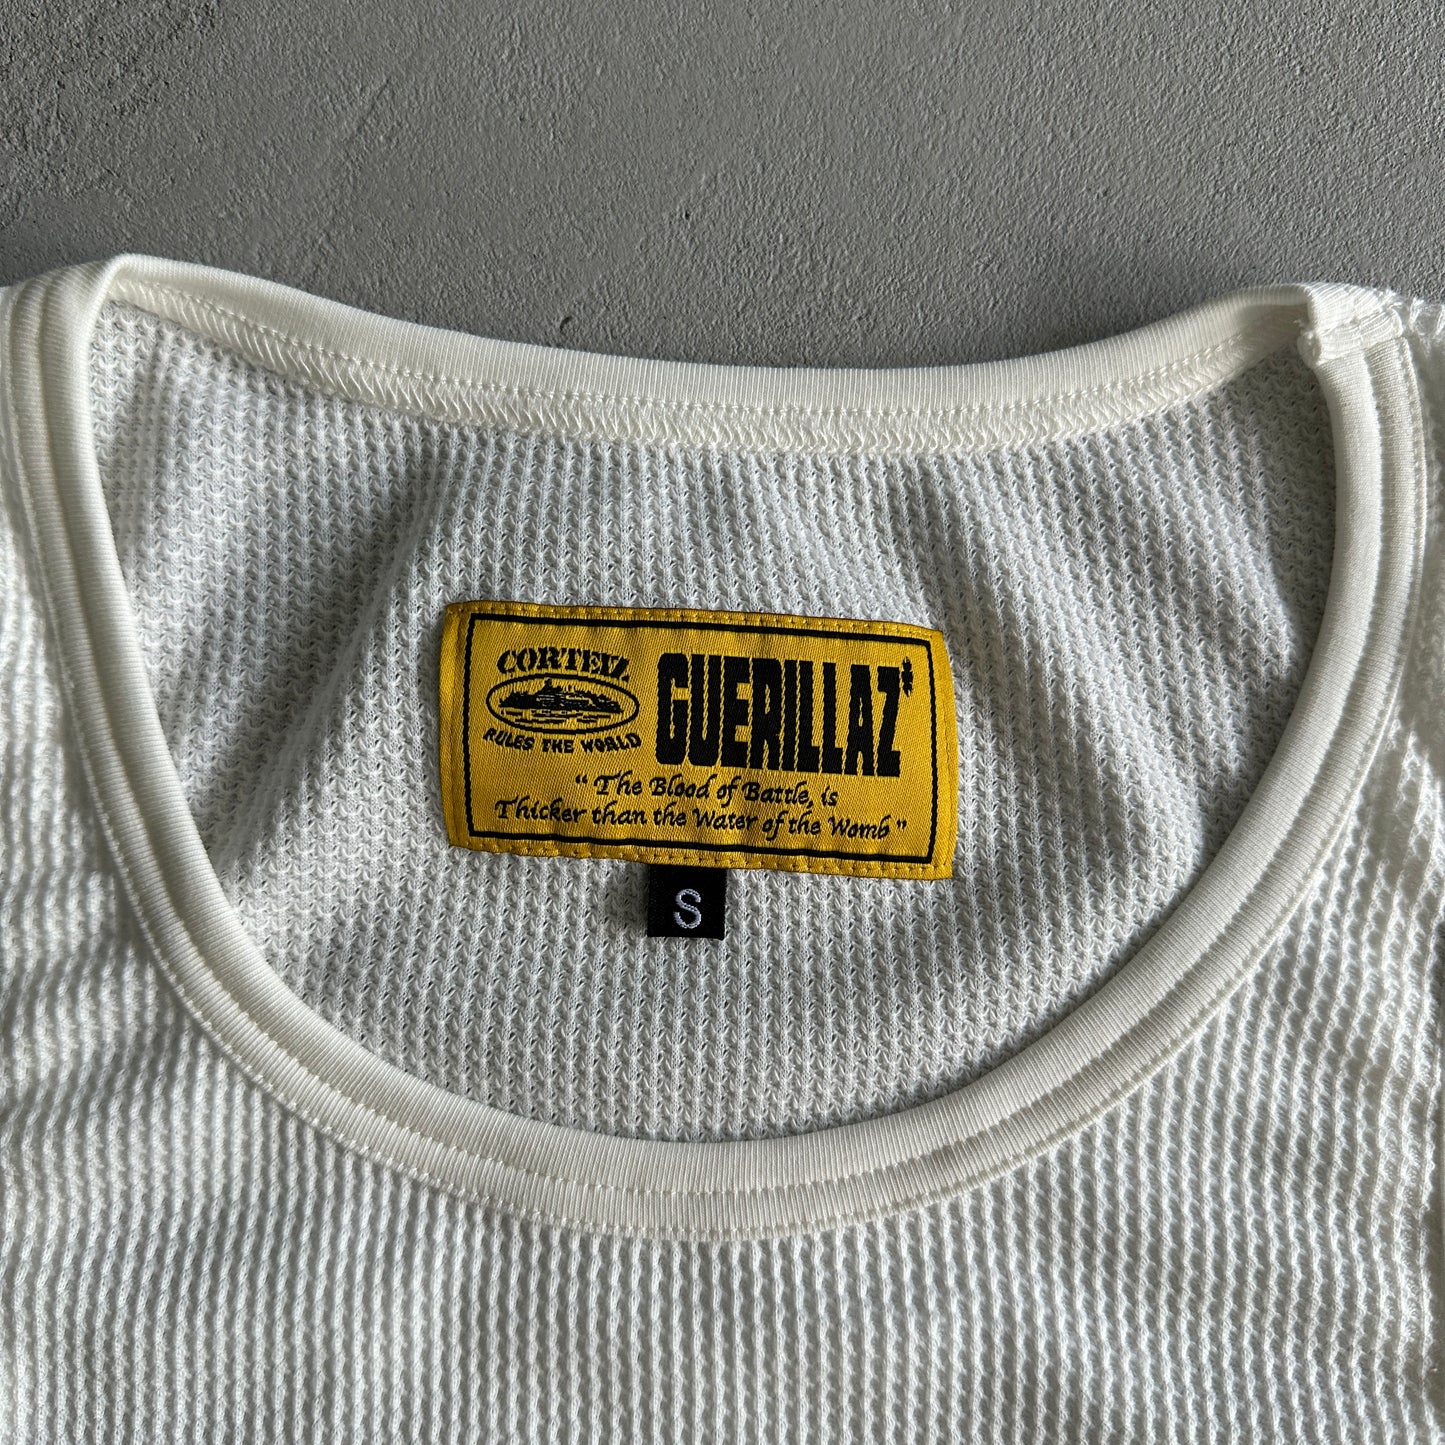 CORTEIZ
RULES THE WORLD
GUERILLAZ
"The Blood of Battle, is
Thicker than the Water of the Womb"
S